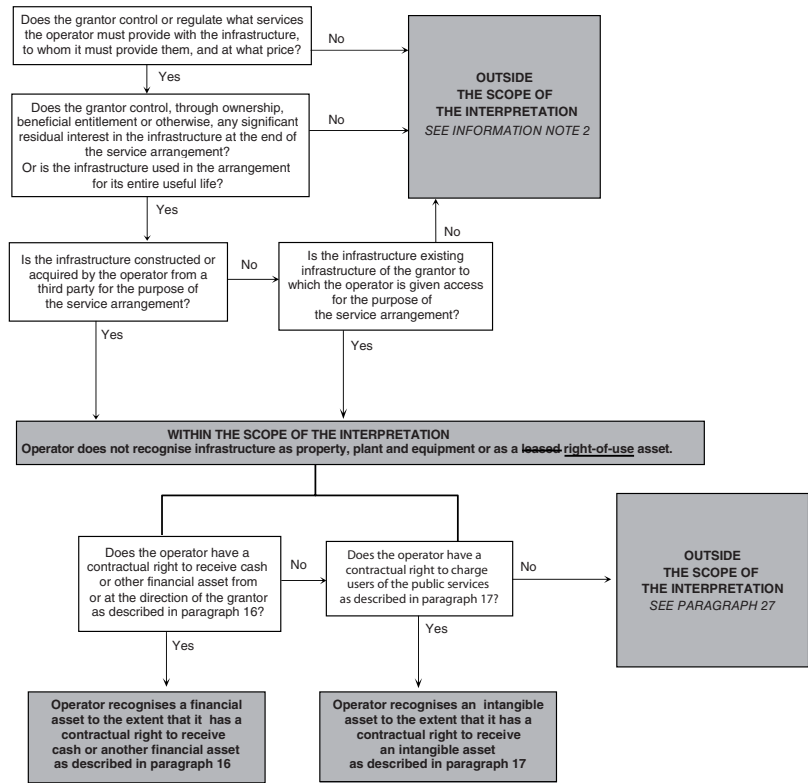 Does the grantor control or regulate what services
the operator must provide with the infrastructure,
to whom it must provide them, and at what price?
No
Yes
OUTSIDE
THE SCOPE OF
THE INTERPRETATION
SEE INFORMATION NOTE 2
Does the grantor control, through ownership,
beneficial entitlement or otherwise, any significant
residual interest in the infrastructure at the end of
the service arrangement?
Or is the infrastructure used in the arrangement
for its entire useful life?
No
Yes
No
Is the infrastructure constructed or
acquired by the operator from a
third party for the purpose of
the service arrangement?
No
Is the infrastructure existing
infrastructure of the grantor to
which the operator is given access
for the purpose of
the service arrangement?
Yes
Yes
WITHIN THE SCOPE OF THE INTERPRETATION
Operator does not recognise infrastructure as property, plant and equipment or as a leased right-of-use asset.
Does the operator have a
contractual right to receive cash
or other financial asset from
or at the direction of the grantor
as described in paragraph 16?
No
Does the operator have a
contractual right to charge
users of the public services
as described in paragraph 17?
No
OUTSIDE
THE SCOPE OF
THE INTERPRETATION
SEE PARAGRAPH 27
Yes
Yes
Operator recognises a financial
asset to the extent that it has a
contractual right to receive
cash or another financial asset
as described in paragraph 16
Operator recognises an intangible
asset to the extent that it has a
contractual right to receive
an intangible asset
as described in paragraph 17